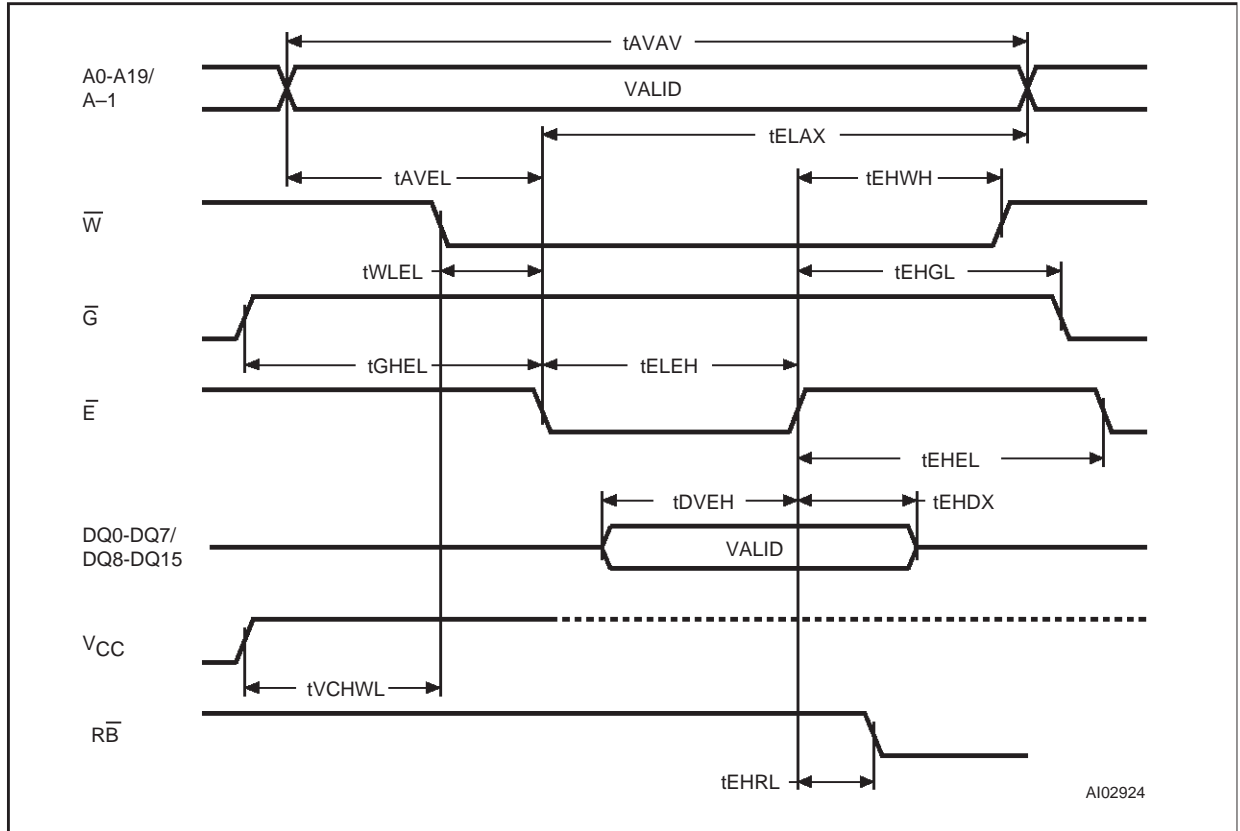 tAVAV
A0-A19/
A–1
VALID
tELAX
tAVEL
tEHWH
W̅
tWLEL
tEHGL
G̅
tGHEL
tELEH
E̅
tEHEL
tDVEH
tEHDX
DQ0-DQ7/
DQ8-DQ15
VALID
VCC
tVCHWL
RB̅
tEHRL
AI02924